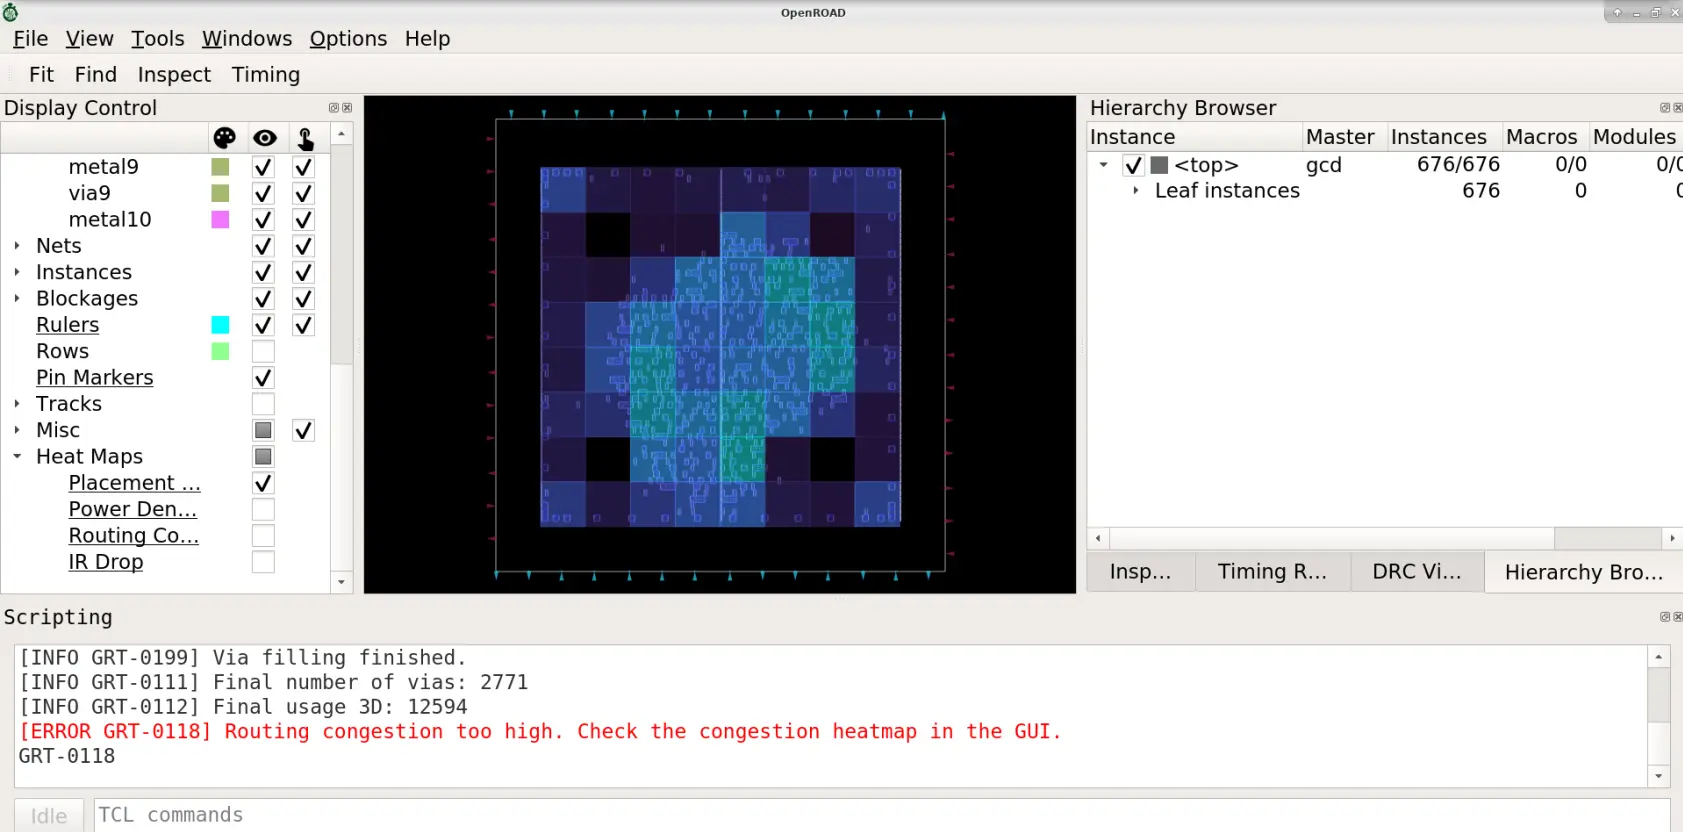 OpenROAD
File View Tools Windows Options Help
Fit Find Inspect Timing
Display Control
metal9
via9
metal10
Nets
Instances
Blockages
Rulers
Rows
Pin Markers
Tracks
Misc
Heat Maps
Placement ...
Power Den...
Routing Co...
IR Drop
Hierarchy Browser
Instance Master Instances Macros Modules
<top> gcd 676/676 0/0 0/0
Leaf instances 676 0 0
Insp... Timing R... DRC Vi... Hierarchy Bro...
Scripting
[INFO GRT-0199] Via filling finished.
[INFO GRT-0111] Final number of vias: 2771
[INFO GRT-0112] Final usage 3D: 12594
[ERROR GRT-0118] Routing congestion too high. Check the congestion heatmap in the GUI.
GRT-0118
Idle TCL commands